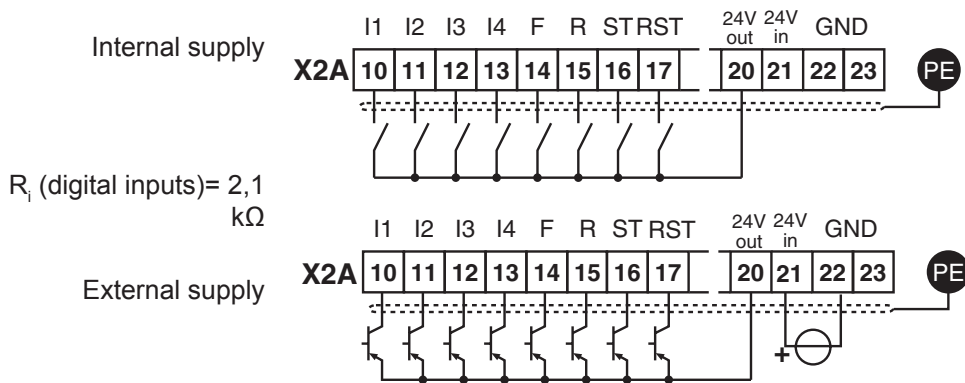 I1 I2 I3 I4 F R ST RST 24V out 24V in GND
Internal supply
X2A 10 11 12 13 14 15 16 17 20 21 22 23 PE
Ri (digital inputs)= 2,1
kΩ
I1 I2 I3 I4 F R ST RST 24V out 24V in GND
X2A 10 11 12 13 14 15 16 17 20 21 22 23 PE
External supply
+